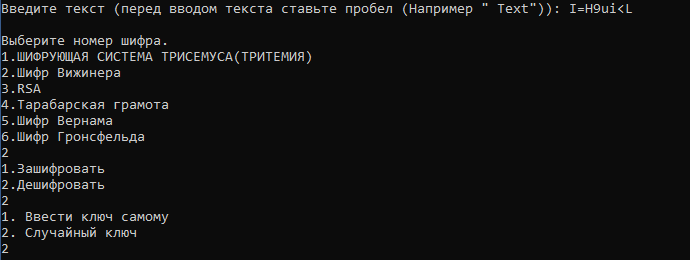 Введите текст (перед вводом текста ставьте пробел (Например " Text")): I=H9ui<L
Выберите номер шифра.
1.ШИФРУЮЩАЯ СИСТЕМА ТРИСЕМУСА(ТРИТЕМИЯ)
2.Шифр Вижинера
3.RSA
4.Тарабарская грамота
5.Шифр Вернама
6.Шифр Гронсфельда
2
1.Зашифровать
2.Дешифровать
2
1. Ввести ключ самому
2. Случайный ключ
2